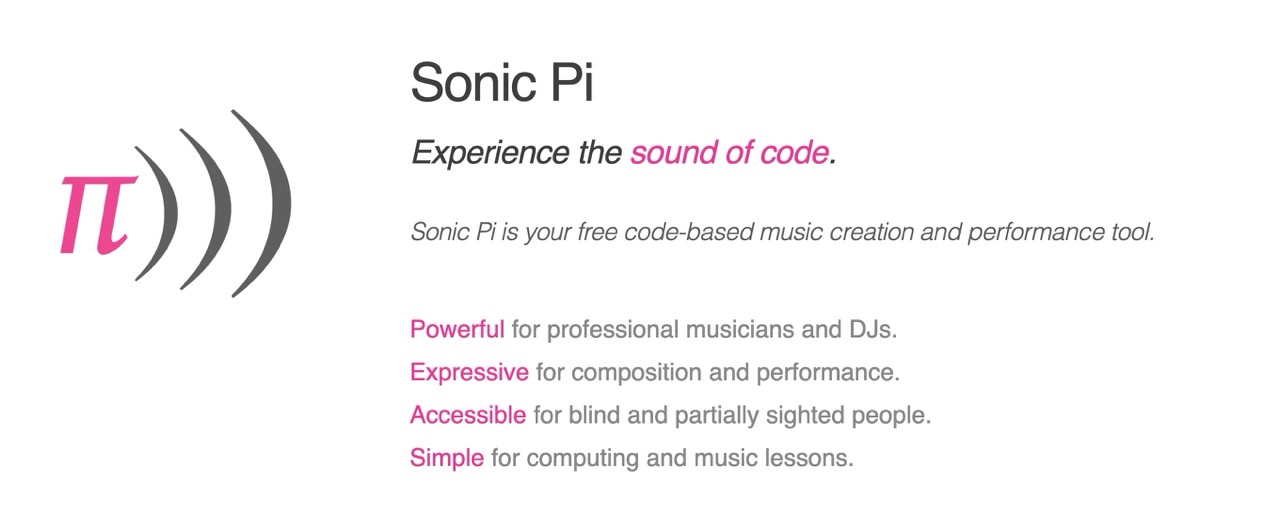 π
Sonic Pi
Experience the sound of code.
Sonic Pi is your free code-based music creation and performance tool.
Powerful for professional musicians and DJs.
Expressive for composition and performance.
Accessible for blind and partially sighted people.
Simple for computing and music lessons.